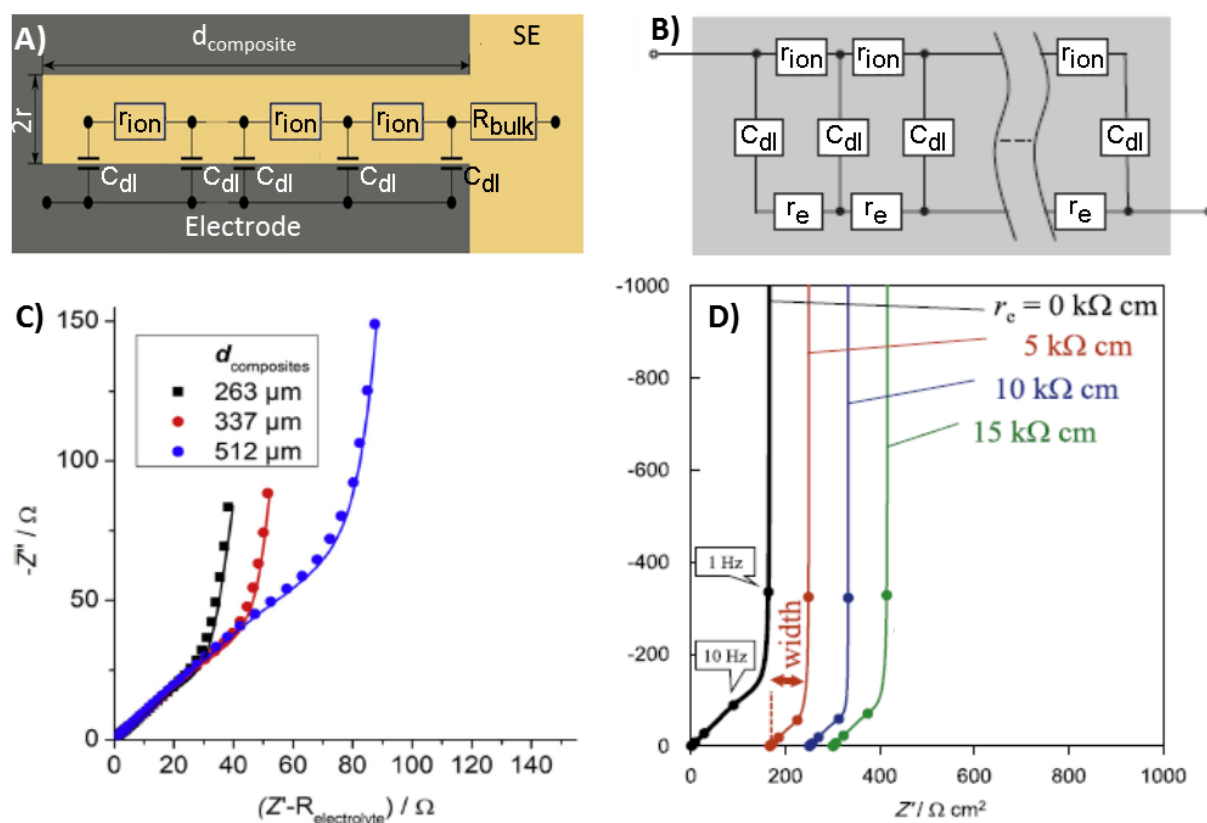 A)
d_composite
SE
2r
r_ion
r_ion
r_ion
R_bulk
C_dl
C_dl
C_dl
C_dl
C_dl
Electrode
B)
r_ion
r_ion
r_ion
C_dl
C_dl
C_dl
C_dl
r_e
r_e
r_e
C)
150
100
50
0
-Z'' / Ω
d_composites
263 µm
337 µm
512 µm
0 20 40 60 80 100 120 140
(Z'-R_electrolyte) / Ω
D)
-1000
-800
-600
-400
-200
0
r_e = 0 kΩ cm
5 kΩ cm
10 kΩ cm
15 kΩ cm
1 Hz
10 Hz
width
0 200 400 600 800 1000
Z' / Ω cm²